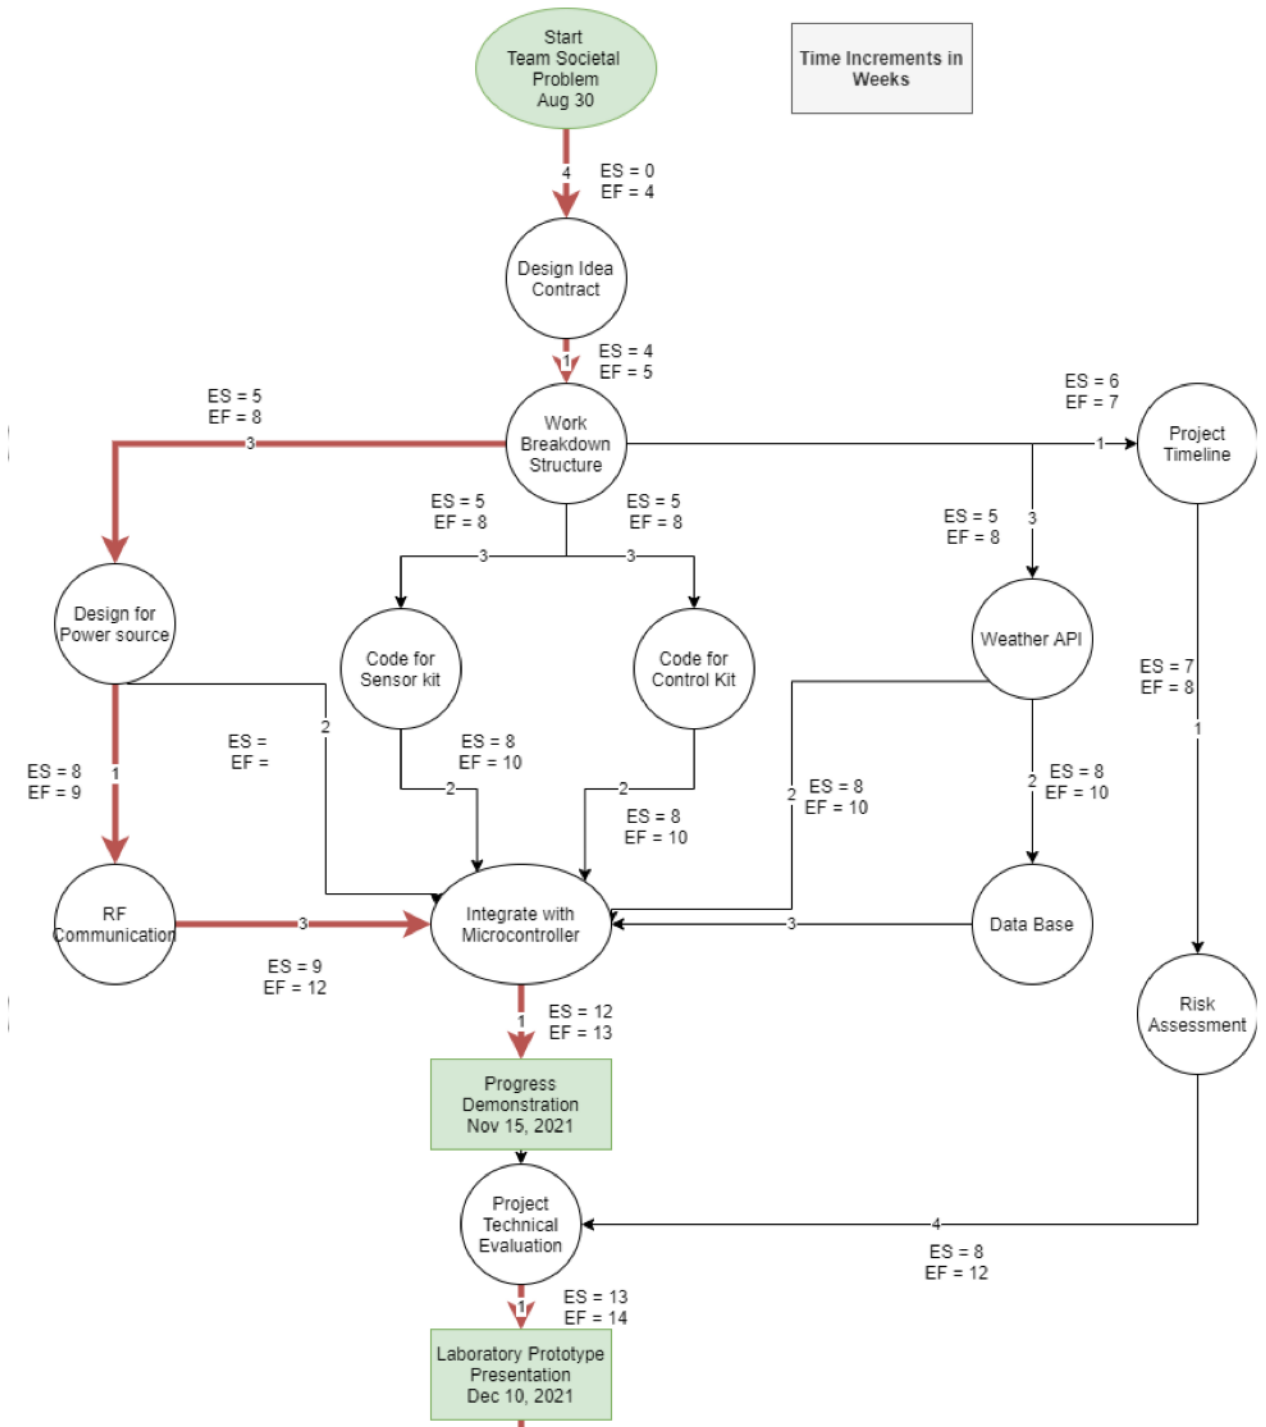 Start
Team Societal
Problem
Aug 30
Time Increments in
Weeks
4
ES = 0
EF = 4
Design Idea
Contract
1
ES = 4
EF = 5
ES = 5
EF = 8
3
Work
Breakdown
Structure
ES = 6
EF = 7
1
Project
Timeline
ES = 5
EF = 8
ES = 5
EF = 8
3
3
ES = 5
EF = 8
3
Design for
Power source
Code for
Sensor kit
Code for
Control Kit
Weather API
ES = 7
EF = 8
1
ES = 8
EF = 9
1
ES =
EF =
2
ES = 8
EF = 10
2
2
ES = 8
EF = 10
2
ES = 8
EF = 10
2
ES = 8
EF = 10
RF
Communication
3
ES = 9
EF = 12
Integrate with
Microcontroller
3
Data Base
Risk
Assessment
1
ES = 12
EF = 13
Progress
Demonstration
Nov 15, 2021
Project
Technical
Evaluation
4
ES = 8
EF = 12
1
ES = 13
EF = 14
Laboratory Prototype
Presentation
Dec 10, 2021